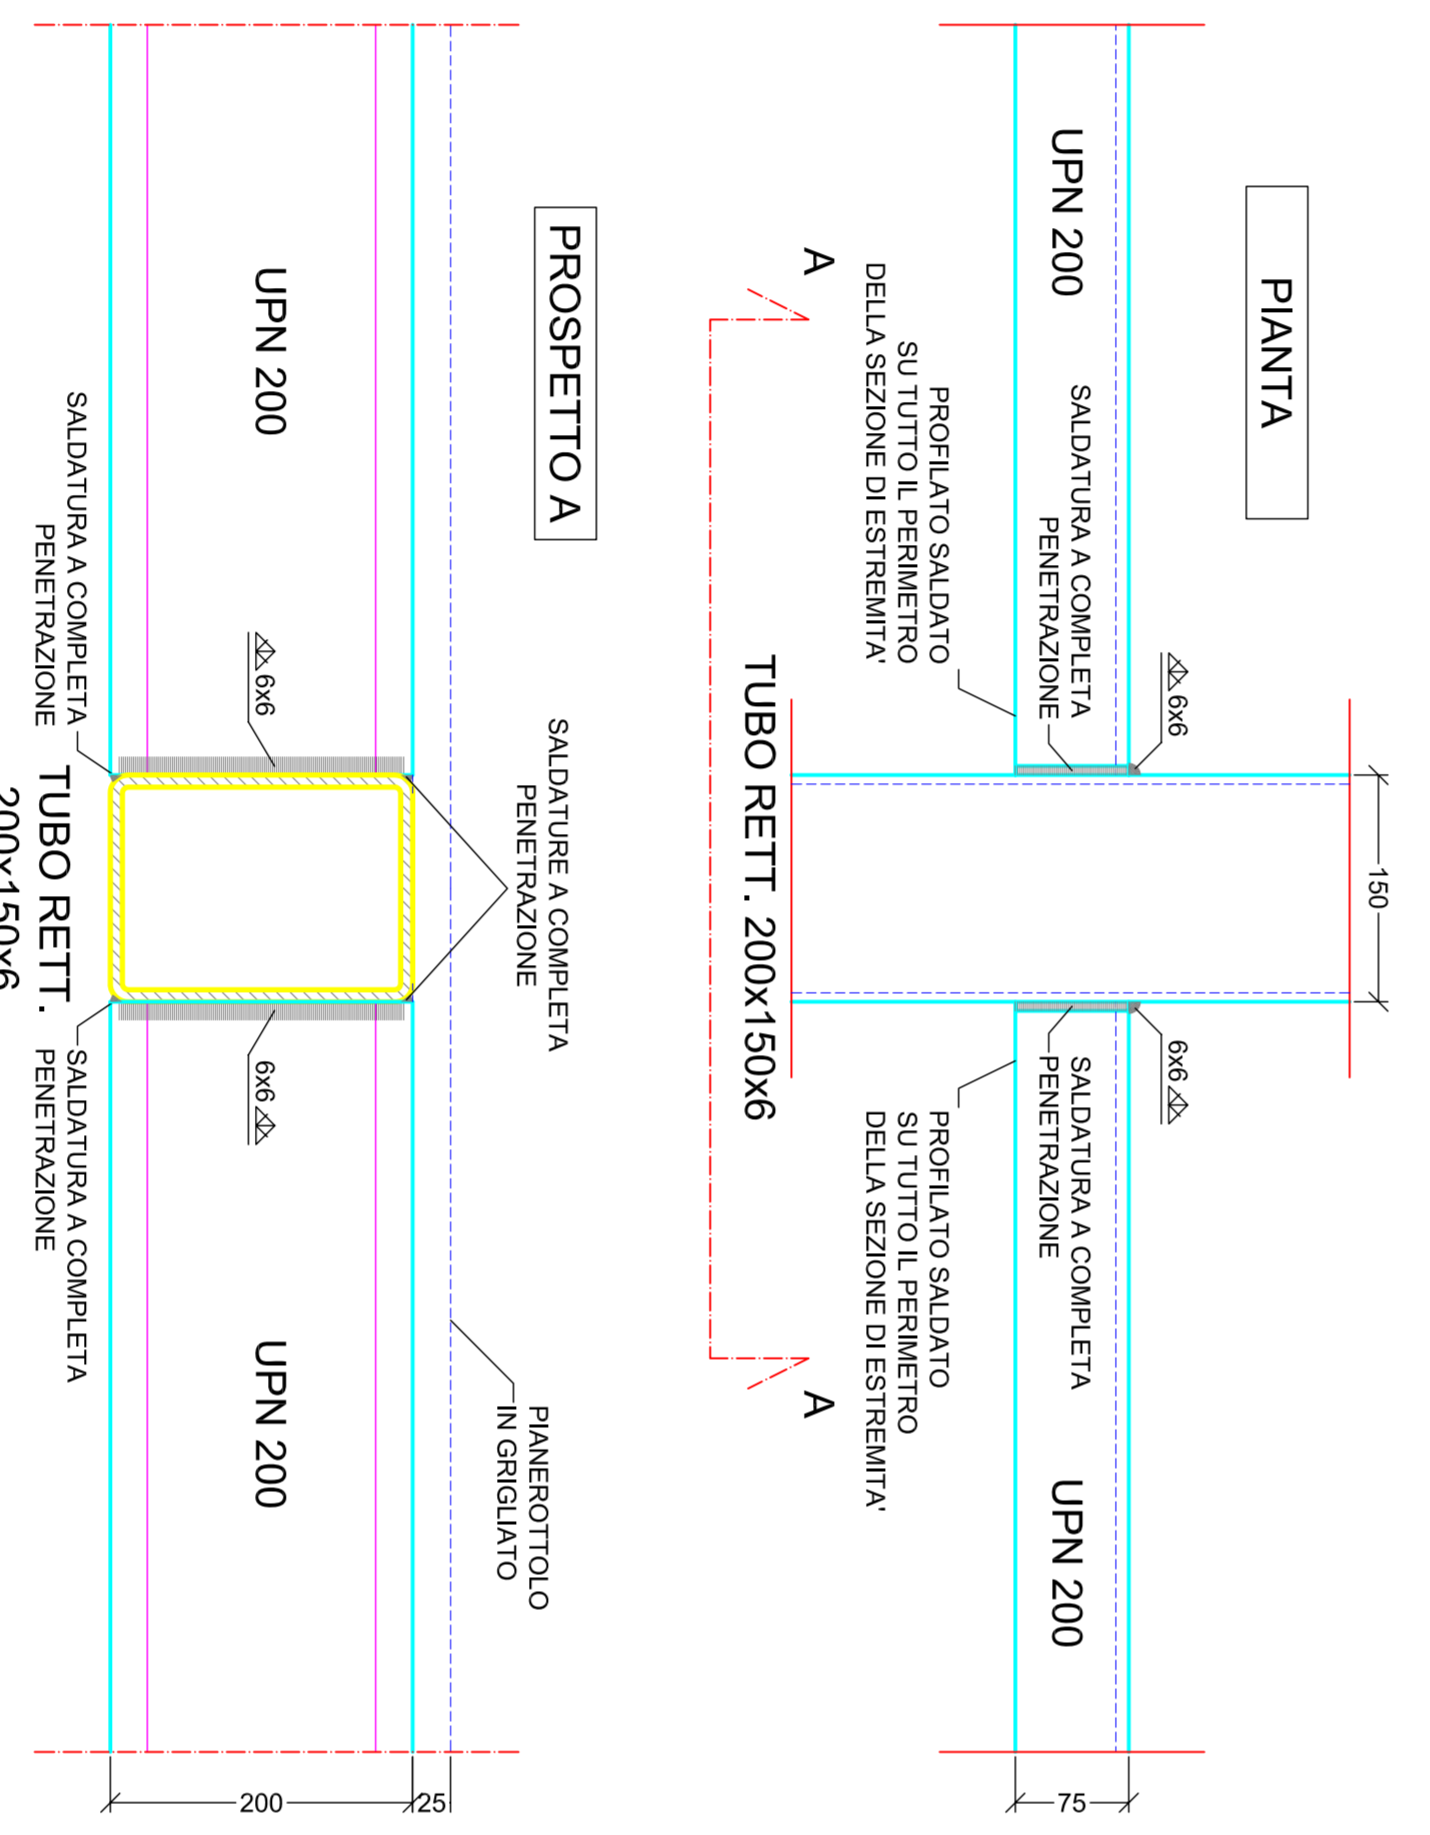 PIANTA
150
6x6
6x6
UPN 200
SALDATURA A COMPLETA
PENETRAZIONE
SALDATURA A COMPLETA
PENETRAZIONE
UPN 200
75
PROFILATO SALDATO
SU TUTTO IL PERIMETRO
DELLA SEZIONE DI ESTREMITA'
PROFILATO SALDATO
SU TUTTO IL PERIMETRO
DELLA SEZIONE DI ESTREMITA'
A
A
TUBO RETT. 200x150x6
PROSPETTO A
SALDATURE A COMPLETA
PENETRAZIONE
PIANEROTTOLO
IN GRIGLIATO
25
UPN 200
6x6
6x6
UPN 200
200
SALDATURA A COMPLETA
PENETRAZIONE
SALDATURA A COMPLETA
PENETRAZIONE
TUBO RETT.
200x150x6